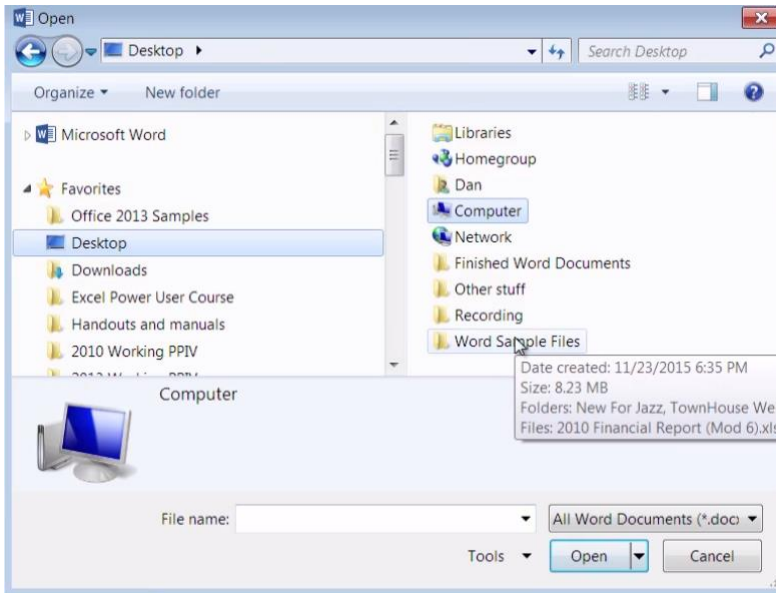 Open
Desktop
Search Desktop
Organize
New folder
Microsoft Word
Favorites
Office 2013 Samples
Desktop
Downloads
Excel Power User Course
Handouts and manuals
2010 Working PPIV
Libraries
Homegroup
Dan
Computer
Network
Finished Word Documents
Other stuff
Recording
Word Sample Files
Date created: 11/23/2015 6:35 PM
Size: 8.23 MB
Folders: New For Jazz, TownHouse We
Files: 2010 Financial Report (Mod 6).xls
Computer
File name:
All Word Documents (*.doc
Tools
Open
Cancel